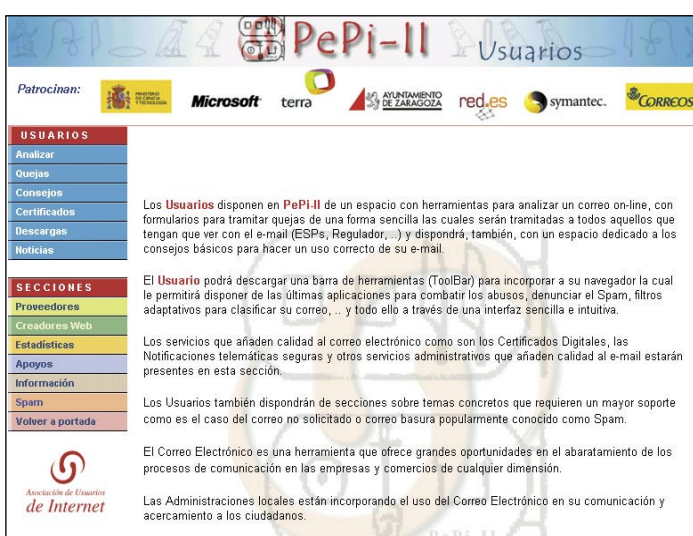 PePi-II Usuarios
Patrocinan:
MINISTERIO
DE CIENCIA
Y TECNOLOGÍA
Microsoft
terra
AYUNTAMIENTO
DE ZARAGOZA
red.es
symantec.
CORREOS
USUARIOS
Analizar
Quejas
Consejos
Certificados
Descargas
Noticias
SECCIONES
Proveedores
Creadores Web
Estadísticas
Apoyos
Información
Spam
Volver a portada
Asociación de Usuarios
de Internet
Los Usuarios disponen en PePi-II de un espacio con herramientas para analizar un correo on-line, con
formularios para tramitar quejas de una forma sencilla las cuales serán tramitadas a todos aquellos que
tengan que ver con el e-mail (ESPs, Regulador,...) y dispondrá, también, con un espacio dedicado a los
consejos básicos para hacer un uso correcto de su e-mail.
El Usuario podrá descargar una barra de herramientas (ToolBar) para incorporar a su navegador la cual
le permitirá disponer de las últimas aplicaciones para combatir los abusos, denunciar el Spam, filtros
adaptativos para clasificar su correo, .. y todo ello a través de una interfaz sencilla e intuitiva.
Los servicios que añaden calidad al correo electrónico como son los Certificados Digitales, las
Notificaciones telemáticas seguras y otros servicios administrativos que añaden calidad al e-mail estarán
presentes en esta sección.
Los Usuarios también dispondrán de secciones sobre temas concretos que requieren un mayor soporte
como es el caso del correo no solicitado o correo basura popularmente conocido como Spam.
El Correo Electrónico es una herramienta que ofrece grandes oportunidades en el abaratamiento de los
procesos de comunicación en las empresas y comercios de cualquier dimensión.
Las Administraciones locales están incorporando el uso del Correo Electrónico en su comunicación y
acercamiento a los ciudadanos.
PePi-II